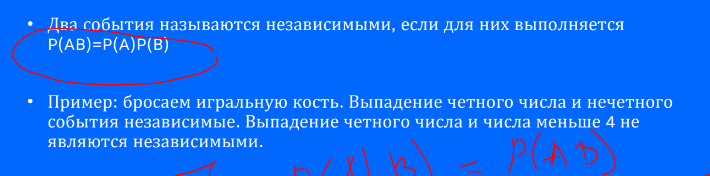 • Два события называются независимыми, если для них выполняется
P(AB)=P(A)P(B)
• Пример: бросаем игральную кость. Выпадение четного числа и нечетного
события независимые. Выпадение четного числа и числа меньше 4 не
являются независимыми.
P(AB)